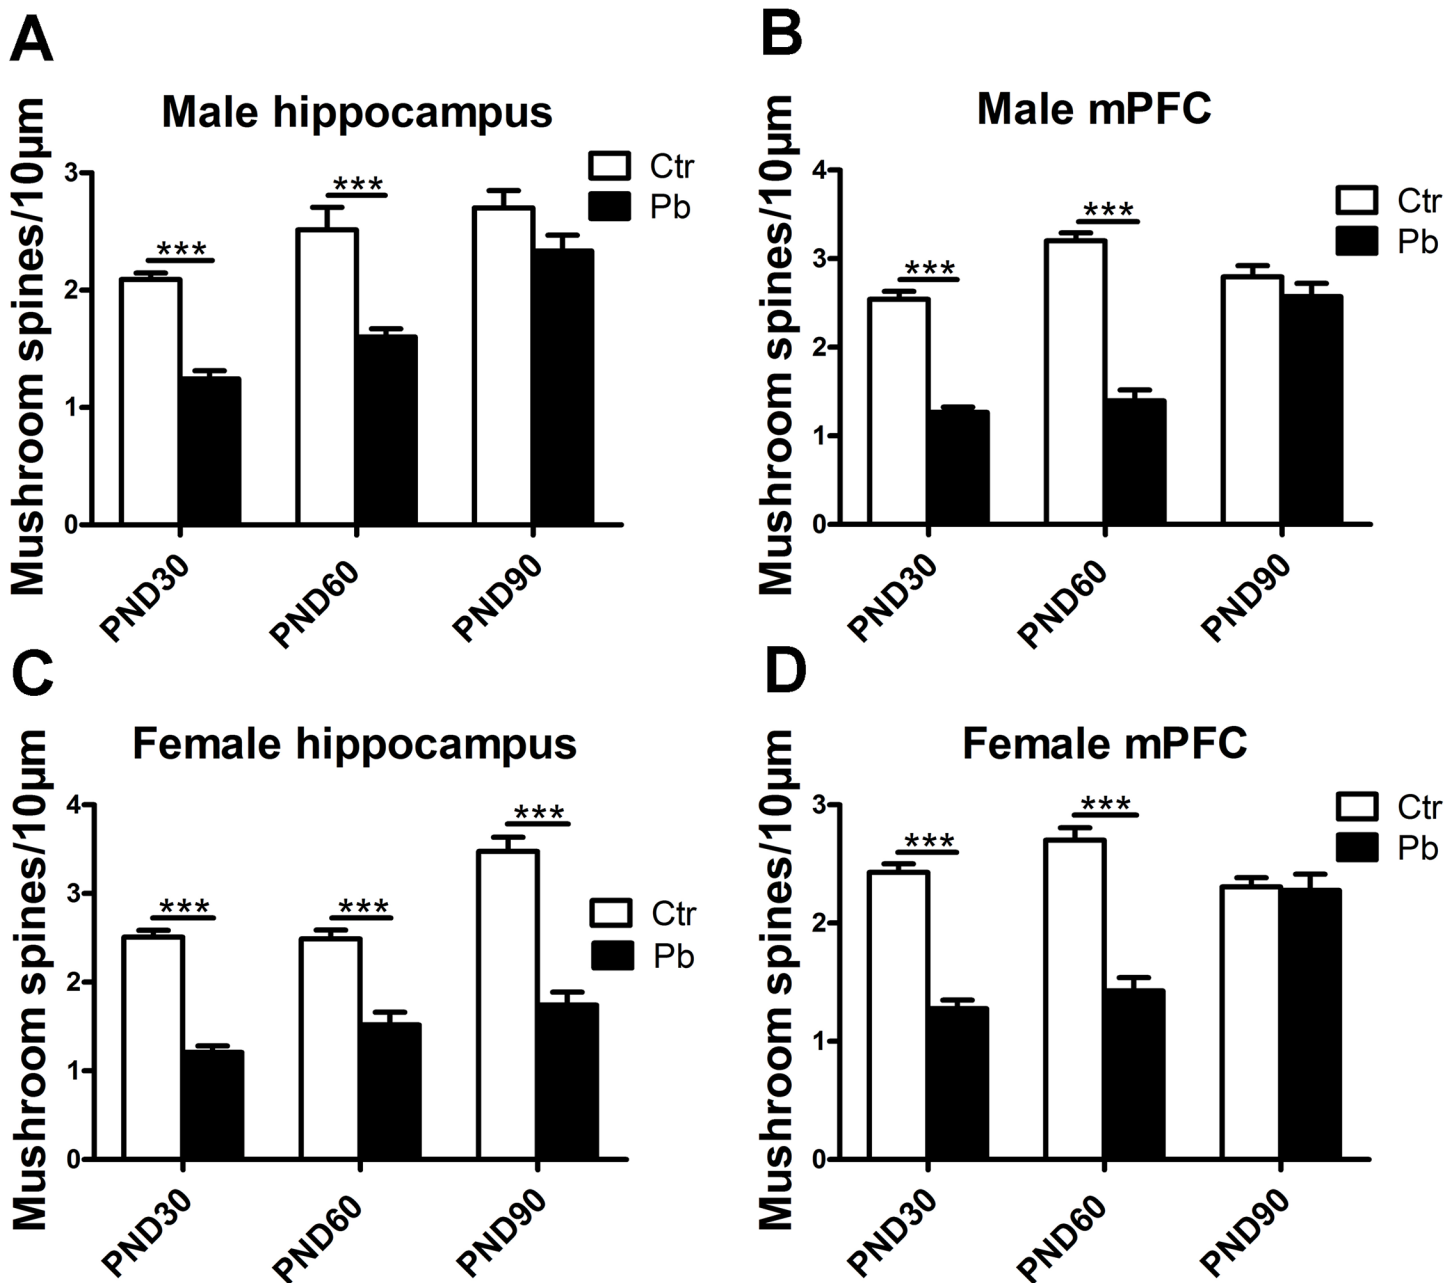 A
Male hippocampus
Mushroom spines/10µm
3
2
1
0
***
***
Ctr
Pb
PND30
PND60
PND90
B
Male mPFC
Mushroom spines/10µm
4
3
2
1
0
***
***
Ctr
Pb
PND30
PND60
PND90
C
Female hippocampus
Mushroom spines/10µm
4
3
2
1
0
***
***
***
Ctr
Pb
PND30
PND60
PND90
D
Female mPFC
Mushroom spines/10µm
3
2
1
0
***
***
Ctr
Pb
PND30
PND60
PND90